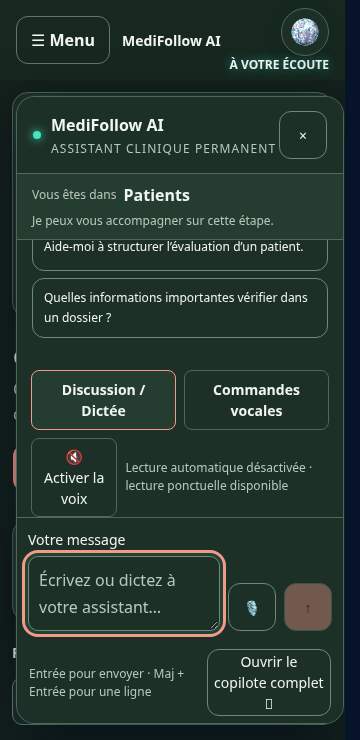 ☰ Menu
MediFollow AI
À VOTRE ÉCOUTE
MediFollow AI
ASSISTANT CLINIQUE PERMANENT
×
Vous êtes dans Patients
Je peux vous accompagner sur cette étape.
Aide-moi à structurer l’évaluation d’un patient.
Quelles informations importantes vérifier dans
un dossier ?
Discussion /
Dictée
Commandes
vocales
🔇
Activer la
voix
Lecture automatique désactivée ·
lecture ponctuelle disponible
Votre message
Écrivez ou dictez à
votre assistant...
🎙️
↑
Entrée pour envoyer · Maj +
Entrée pour une ligne
Ouvrir le
copilote complet